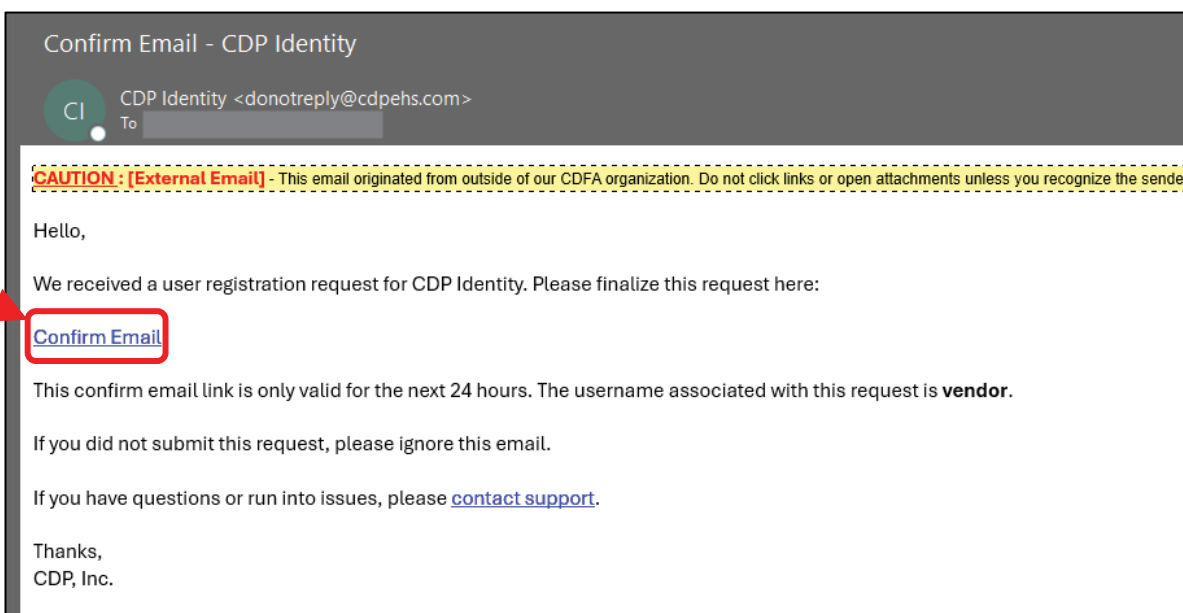 Confirm Email - CDP Identity
CI
CDP Identity <donotreply@cdpehs.com>
To
CAUTION : [External Email] - This email originated from outside of our CDFA organization. Do not click links or open attachments unless you recognize the sende
Hello,
We received a user registration request for CDP Identity. Please finalize this request here:
Confirm Email
This confirm email link is only valid for the next 24 hours. The username associated with this request is vendor.
If you did not submit this request, please ignore this email.
If you have questions or run into issues, please contact support.
Thanks,
CDP, Inc.